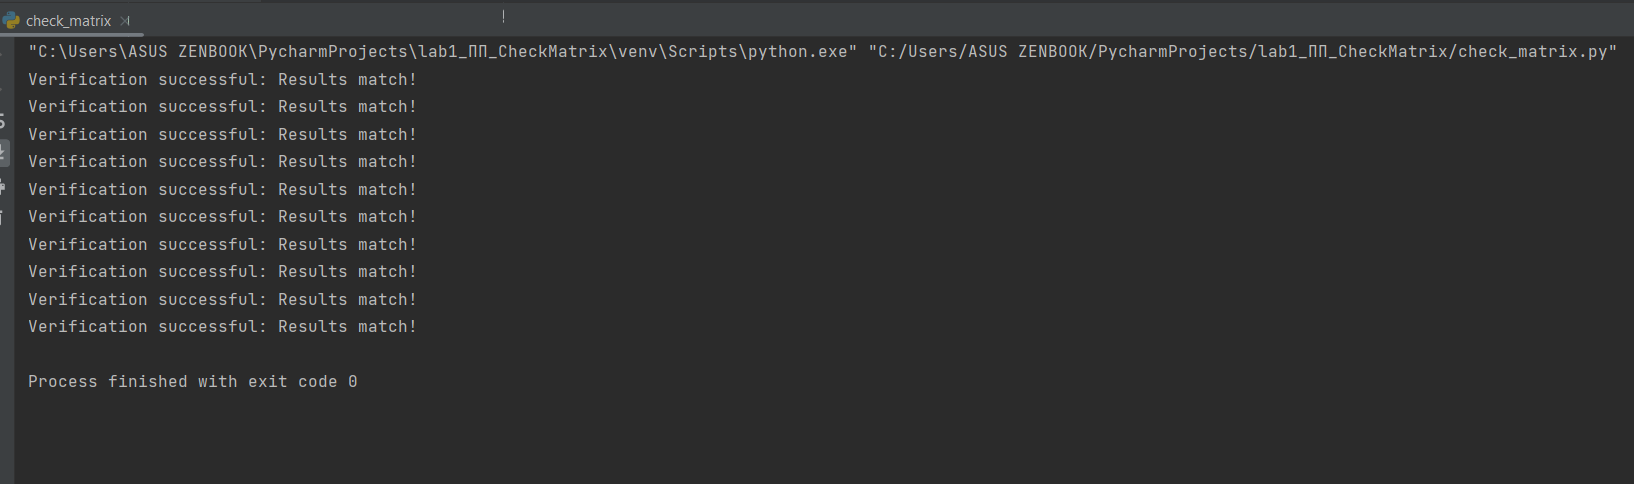 check_matrix
"C:\Users\ASUS ZENBOOK\PycharmProjects\lab1_ПП_CheckMatrix\venv\Scripts\python.exe" "C:/Users/ASUS ZENBOOK/PycharmProjects/lab1_ПП_CheckMatrix/check_matrix.py"
Verification successful: Results match!
Verification successful: Results match!
Verification successful: Results match!
Verification successful: Results match!
Verification successful: Results match!
Verification successful: Results match!
Verification successful: Results match!
Verification successful: Results match!
Verification successful: Results match!
Verification successful: Results match!
Process finished with exit code 0